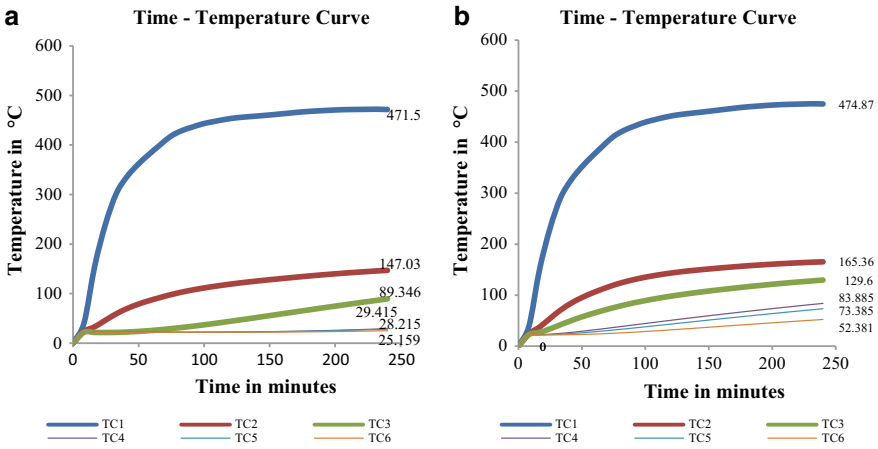 a
Time - Temperature Curve
Temperature in °C
600
500
400
300
200
100
0
471.5
147.03
89.346
29.415
28.215
25.159
0 50 100 150 200 250
Time in minutes
TC1 TC2 TC3
TC4 TC5 TC6
b
Time - Temperature Curve
Temperature in °C
600
500
400
300
200
100
0
474.87
165.36
129.6
83.885
73.385
52.381
0
0 50 100 150 200 250
Time in minutes
TC1 TC2 TC3
TC4 TC5 TC6